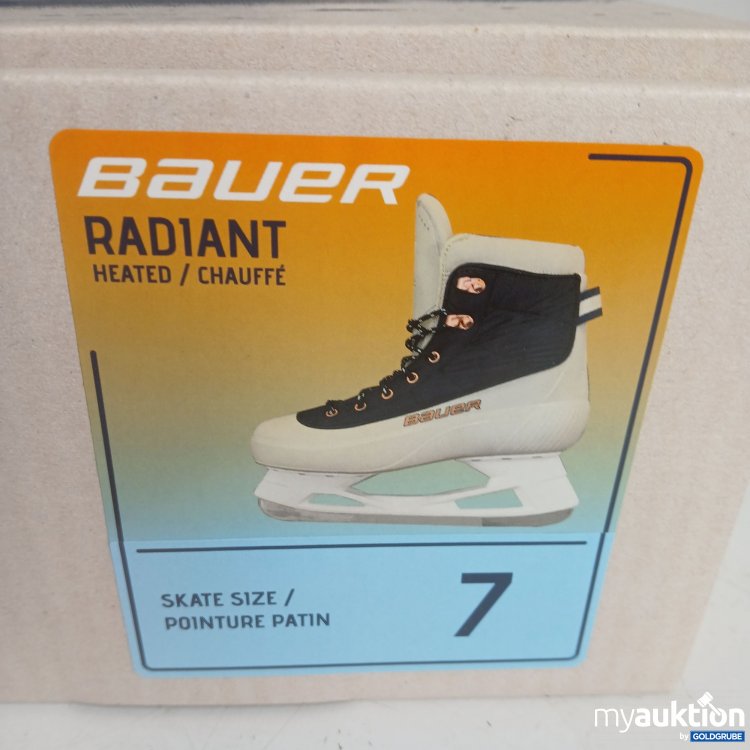 BAUER
RADIANT
HEATED / CHAUFFÉ
BAUER
SKATE SIZE /
POINTURE PATIN
7
myauktion
by GOLDGRUBE